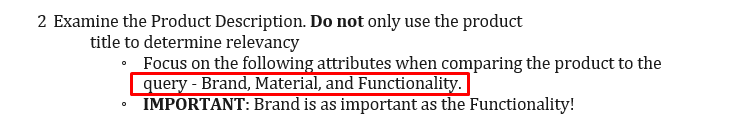 2 Examine the Product Description. Do not only use the product
title to determine relevancy
◦ Focus on the following attributes when comparing the product to the
query - Brand, Material, and Functionality.
◦ IMPORTANT: Brand is as important as the Functionality!